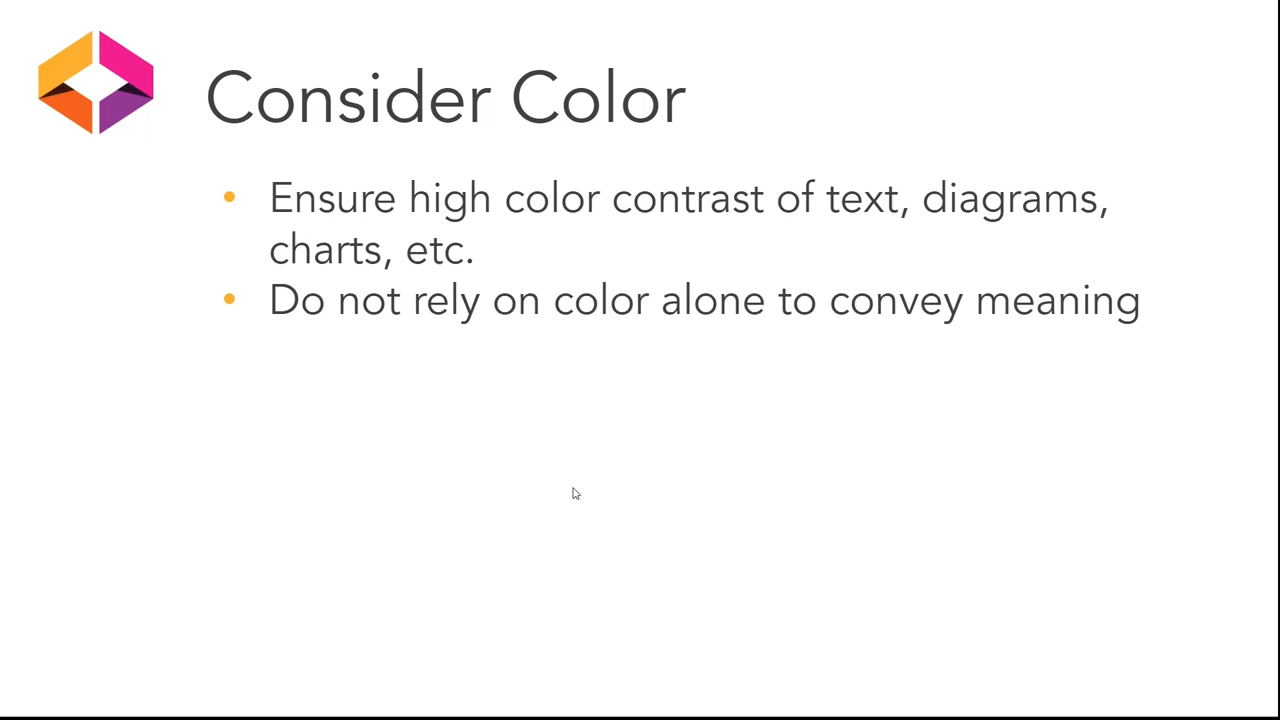 Consider Color
• Ensure high color contrast of text, diagrams,
charts, etc.
• Do not rely on color alone to convey meaning